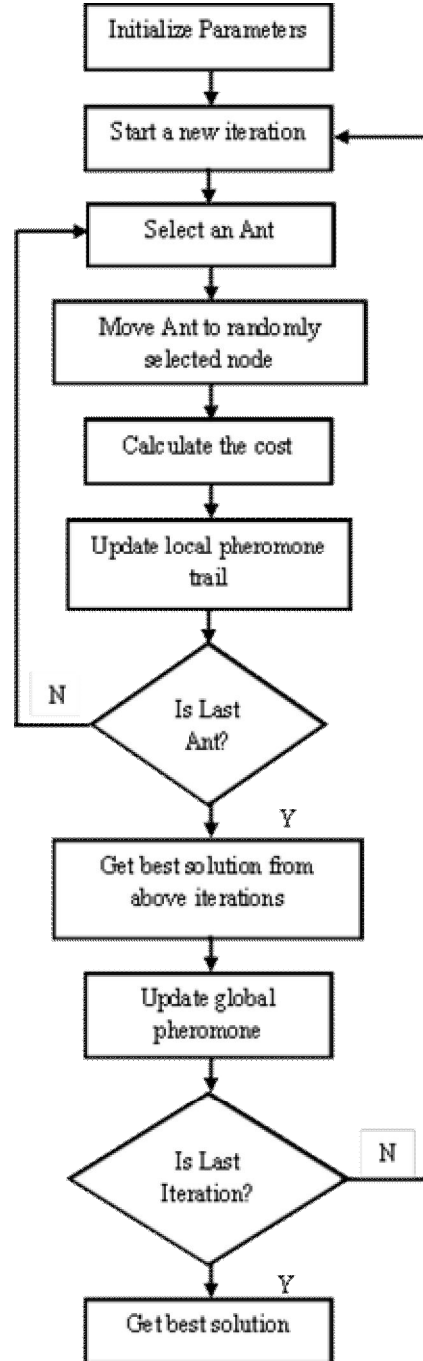 Initialize Parameters
Start a new iteration
Select an Ant
Move Ant to randomly
selected node
Calculate the cost
Update local pheromone
trail
N
Is Last
Ant?
Y
Get best solution from
above iterations
Update global
pheromone
Is Last
Iteration?
N
Y
Get best solution